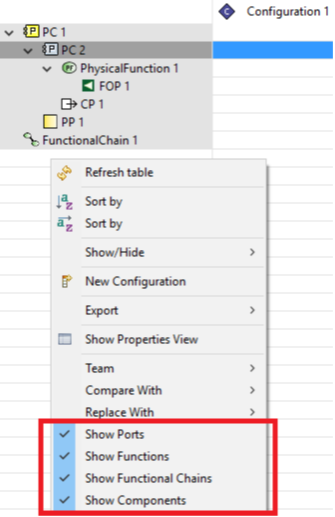 C Configuration 1
P PC 1
P PC 2
PF PhysicalFunction 1
FOP 1
CP 1
PP 1
FunctionalChain 1
Refresh table
Sort by
Sort by
Show/Hide
New Configuration
Export
Show Properties View
Team
Compare With
Replace With
Show Ports
Show Functions
Show Functional Chains
Show Components